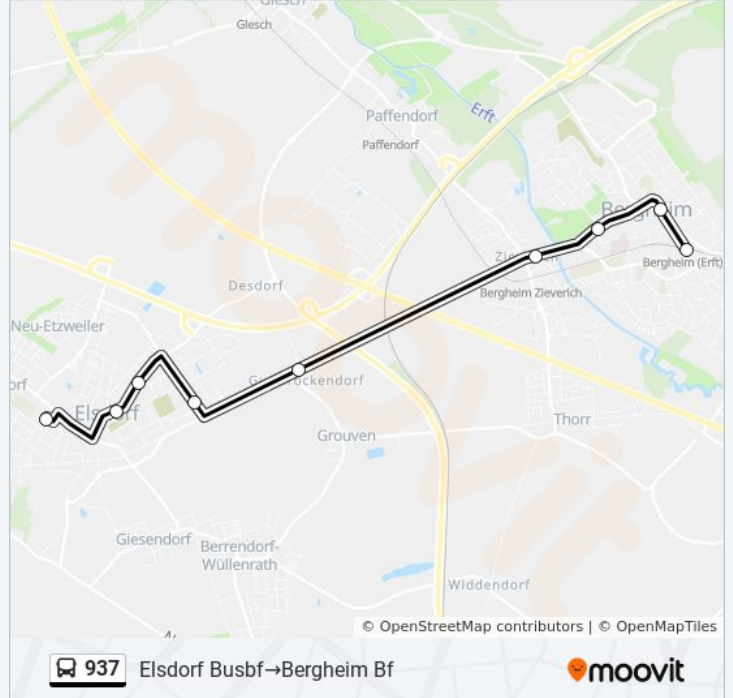 Glesch
Glesch
Paffendorf
Erft
Paffendorf
Bergheim
Bergheim (Erft)
Desdorf
Bergheim Zieverich
Neu-Etzweiler
Elsdorf
Thorr
Grouven
Giesendorf
Berrendorf-
Wüllenrath
Widdendorf
© OpenStreetMap contributors | © OpenMapTiles
937 Elsdorf Busbf→Bergheim Bf
moovit